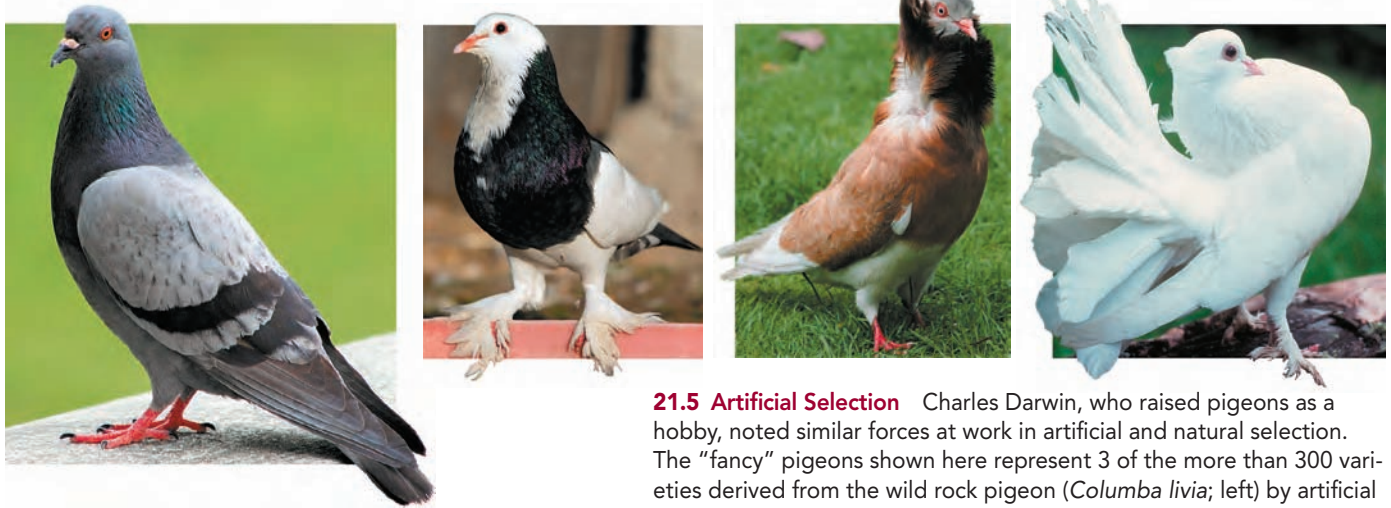 21.5 Artificial Selection Charles Darwin, who raised pigeons as a
hobby, noted similar forces at work in artificial and natural selection.
The “fancy” pigeons shown here represent 3 of the more than 300 vari-
eties derived from the wild rock pigeon (Columba livia; left) by artificial